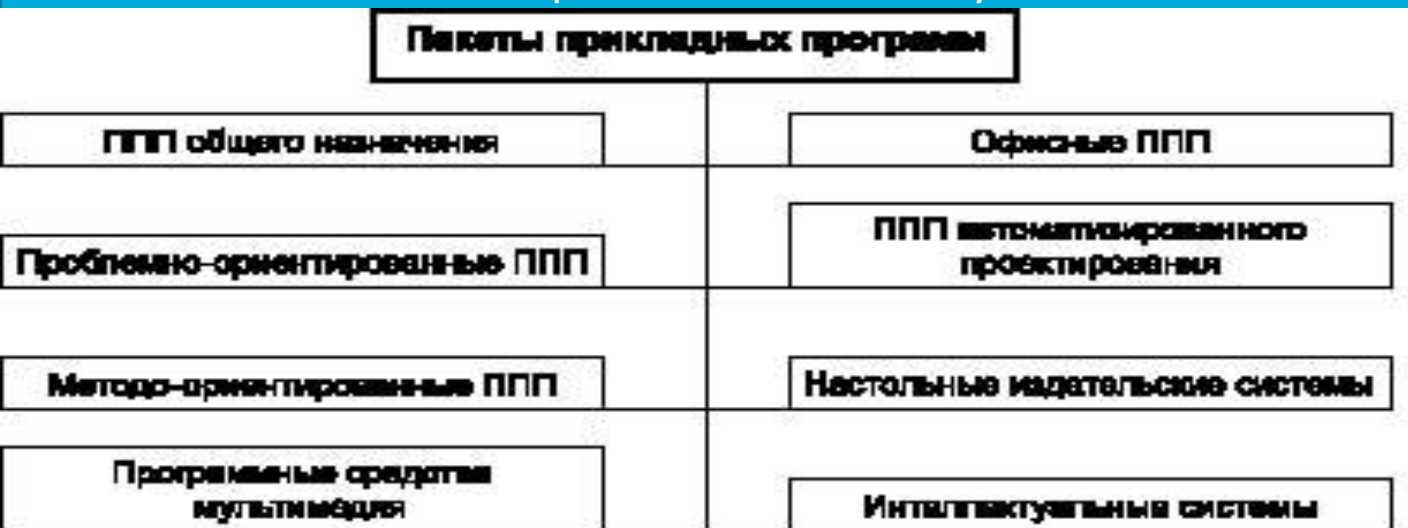 Пакеты прикладных программ
ППП общего назначения
Офисные ППП
Проблемно-ориентированные ППП
ППП автоматизированного
проектирования
Методо-ориентированные ППП
Настольные издательские системы
Программные средства
мультимедия
Интеллектуальные системы